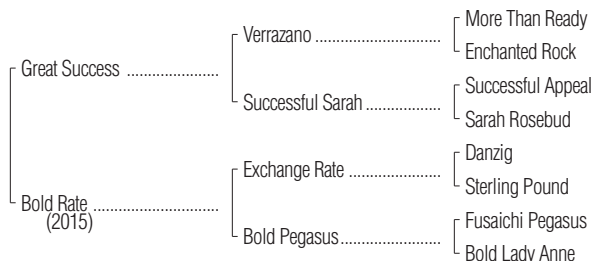 More Than Ready
Verrazano ........................................
Enchanted Rock
Great Success ......................
Successful Appeal
Successful Sarah .......................
Sarah Rosebud
Danzig
Exchange Rate ............................
Sterling Pound
Bold Rate ..............................
(2015)
Fusaichi Pegasus
Bold Pegasus..............................
Bold Lady Anne